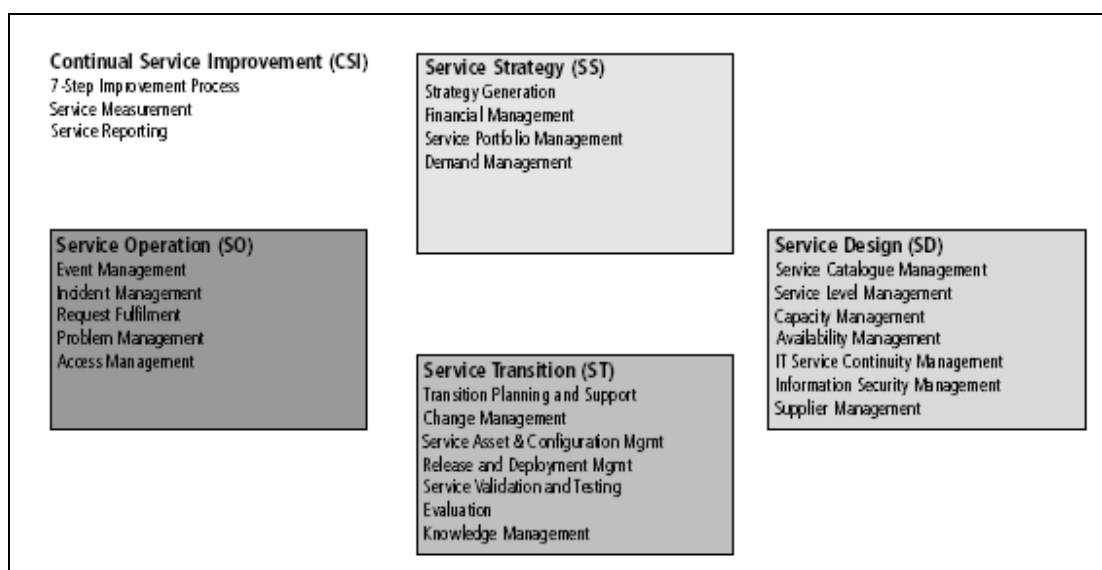 Continual Service Improvement (CSI)
7-Step Improvement Process
Service Measurement
Service Reporting
Service Strategy (SS)
Strategy Generation
Financial Management
Service Portfolio Management
Demand Management
Service Operation (SO)
Event Management
Incident Management
Request Fulfilment
Problem Management
Access Management
Service Design (SD)
Service Catalogue Management
Service Level Management
Capacity Management
Availability Management
IT Service Continuity Management
Information Security Management
Supplier Management
Service Transition (ST)
Transition Planning and Support
Change Management
Service Asset & Configuration Mgmt
Release and Deployment Mgmt
Service Validation and Testing
Evaluation
Knowledge Management